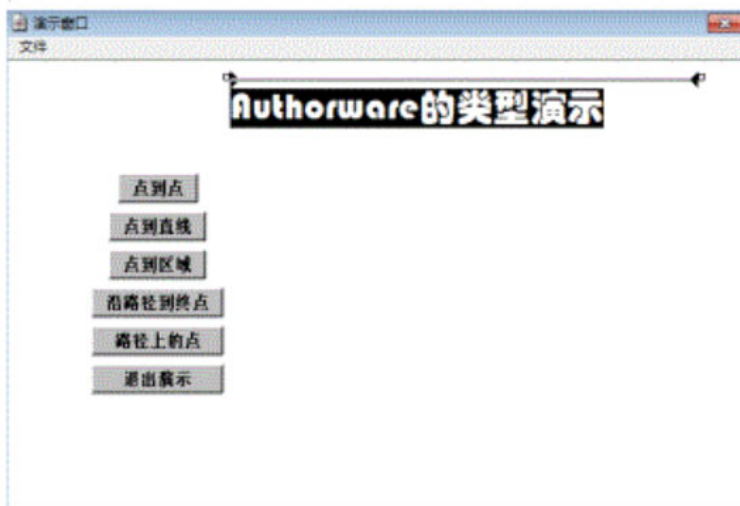 演示窗口
文件
Authorware的类型演示
点到点
点到直线
点到区域
沿路径到终点
路径上的点
退出演示